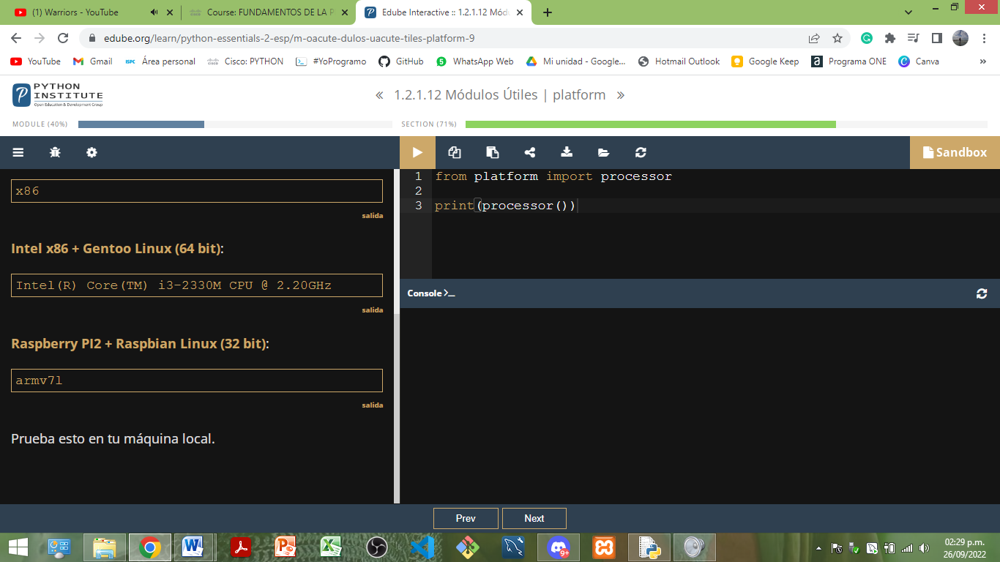 (1) Warriors - YouTube
Course: FUNDAMENTOS DE LA P
Edube Interactive :: 1.2.1.12 Módu
edube.org/learn/python-essentials-2-esp/m-oacute-dulos-uacute-tiles-platform-9
YouTube
Gmail
ISPC Área personal
Cisco: PYTHON
#YoProgramo
GitHub
5 WhatsApp Web
Mi unidad - Google...
Hotmail Outlook
Google Keep
a Programa ONE
Canva
»
PYTHON
INSTITUTE
Open Education & Development Group
« 1.2.1.12 Módulos Útiles | platform »
MODULE (40%)
SECTION (71%)
Sandbox
x86
salida
Intel x86 + Gentoo Linux (64 bit):
Intel(R) Core(TM) i3-2330M CPU @ 2.20GHz
salida
Raspberry PI2 + Raspbian Linux (32 bit):
armv7l
salida
Prueba esto en tu máquina local.
1 from platform import processor
2
3 print(processor())
Console >_
Prev
Next
9+
02:29 p.m.
26/09/2022